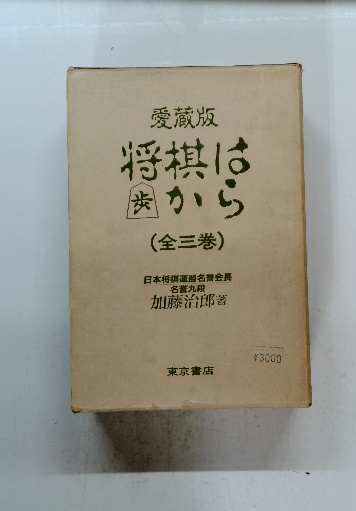 愛蔵版
将棋は
歩から
(全三巻)
日本将棋連盟名誉会長
名誉九段
加藤治郎著
¥3000
東京書店